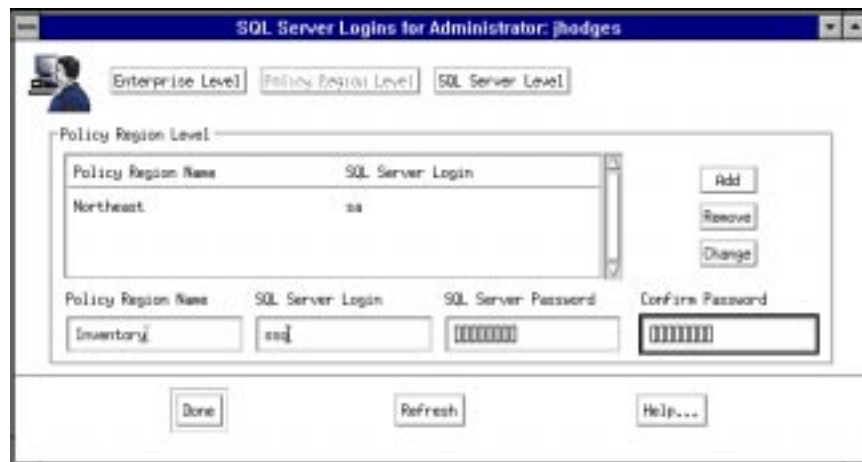 SQL Server Logins for Administrator: jhodges
Enterprise Level Policy Region Level SQL Server Level
Policy Region Level
Policy Region Name SQL Server Login
Northeast sa
Add
Remove
Change
Policy Region Name SQL Server Login SQL Server Password Confirm Password
Inventory
Done Refresh Help...